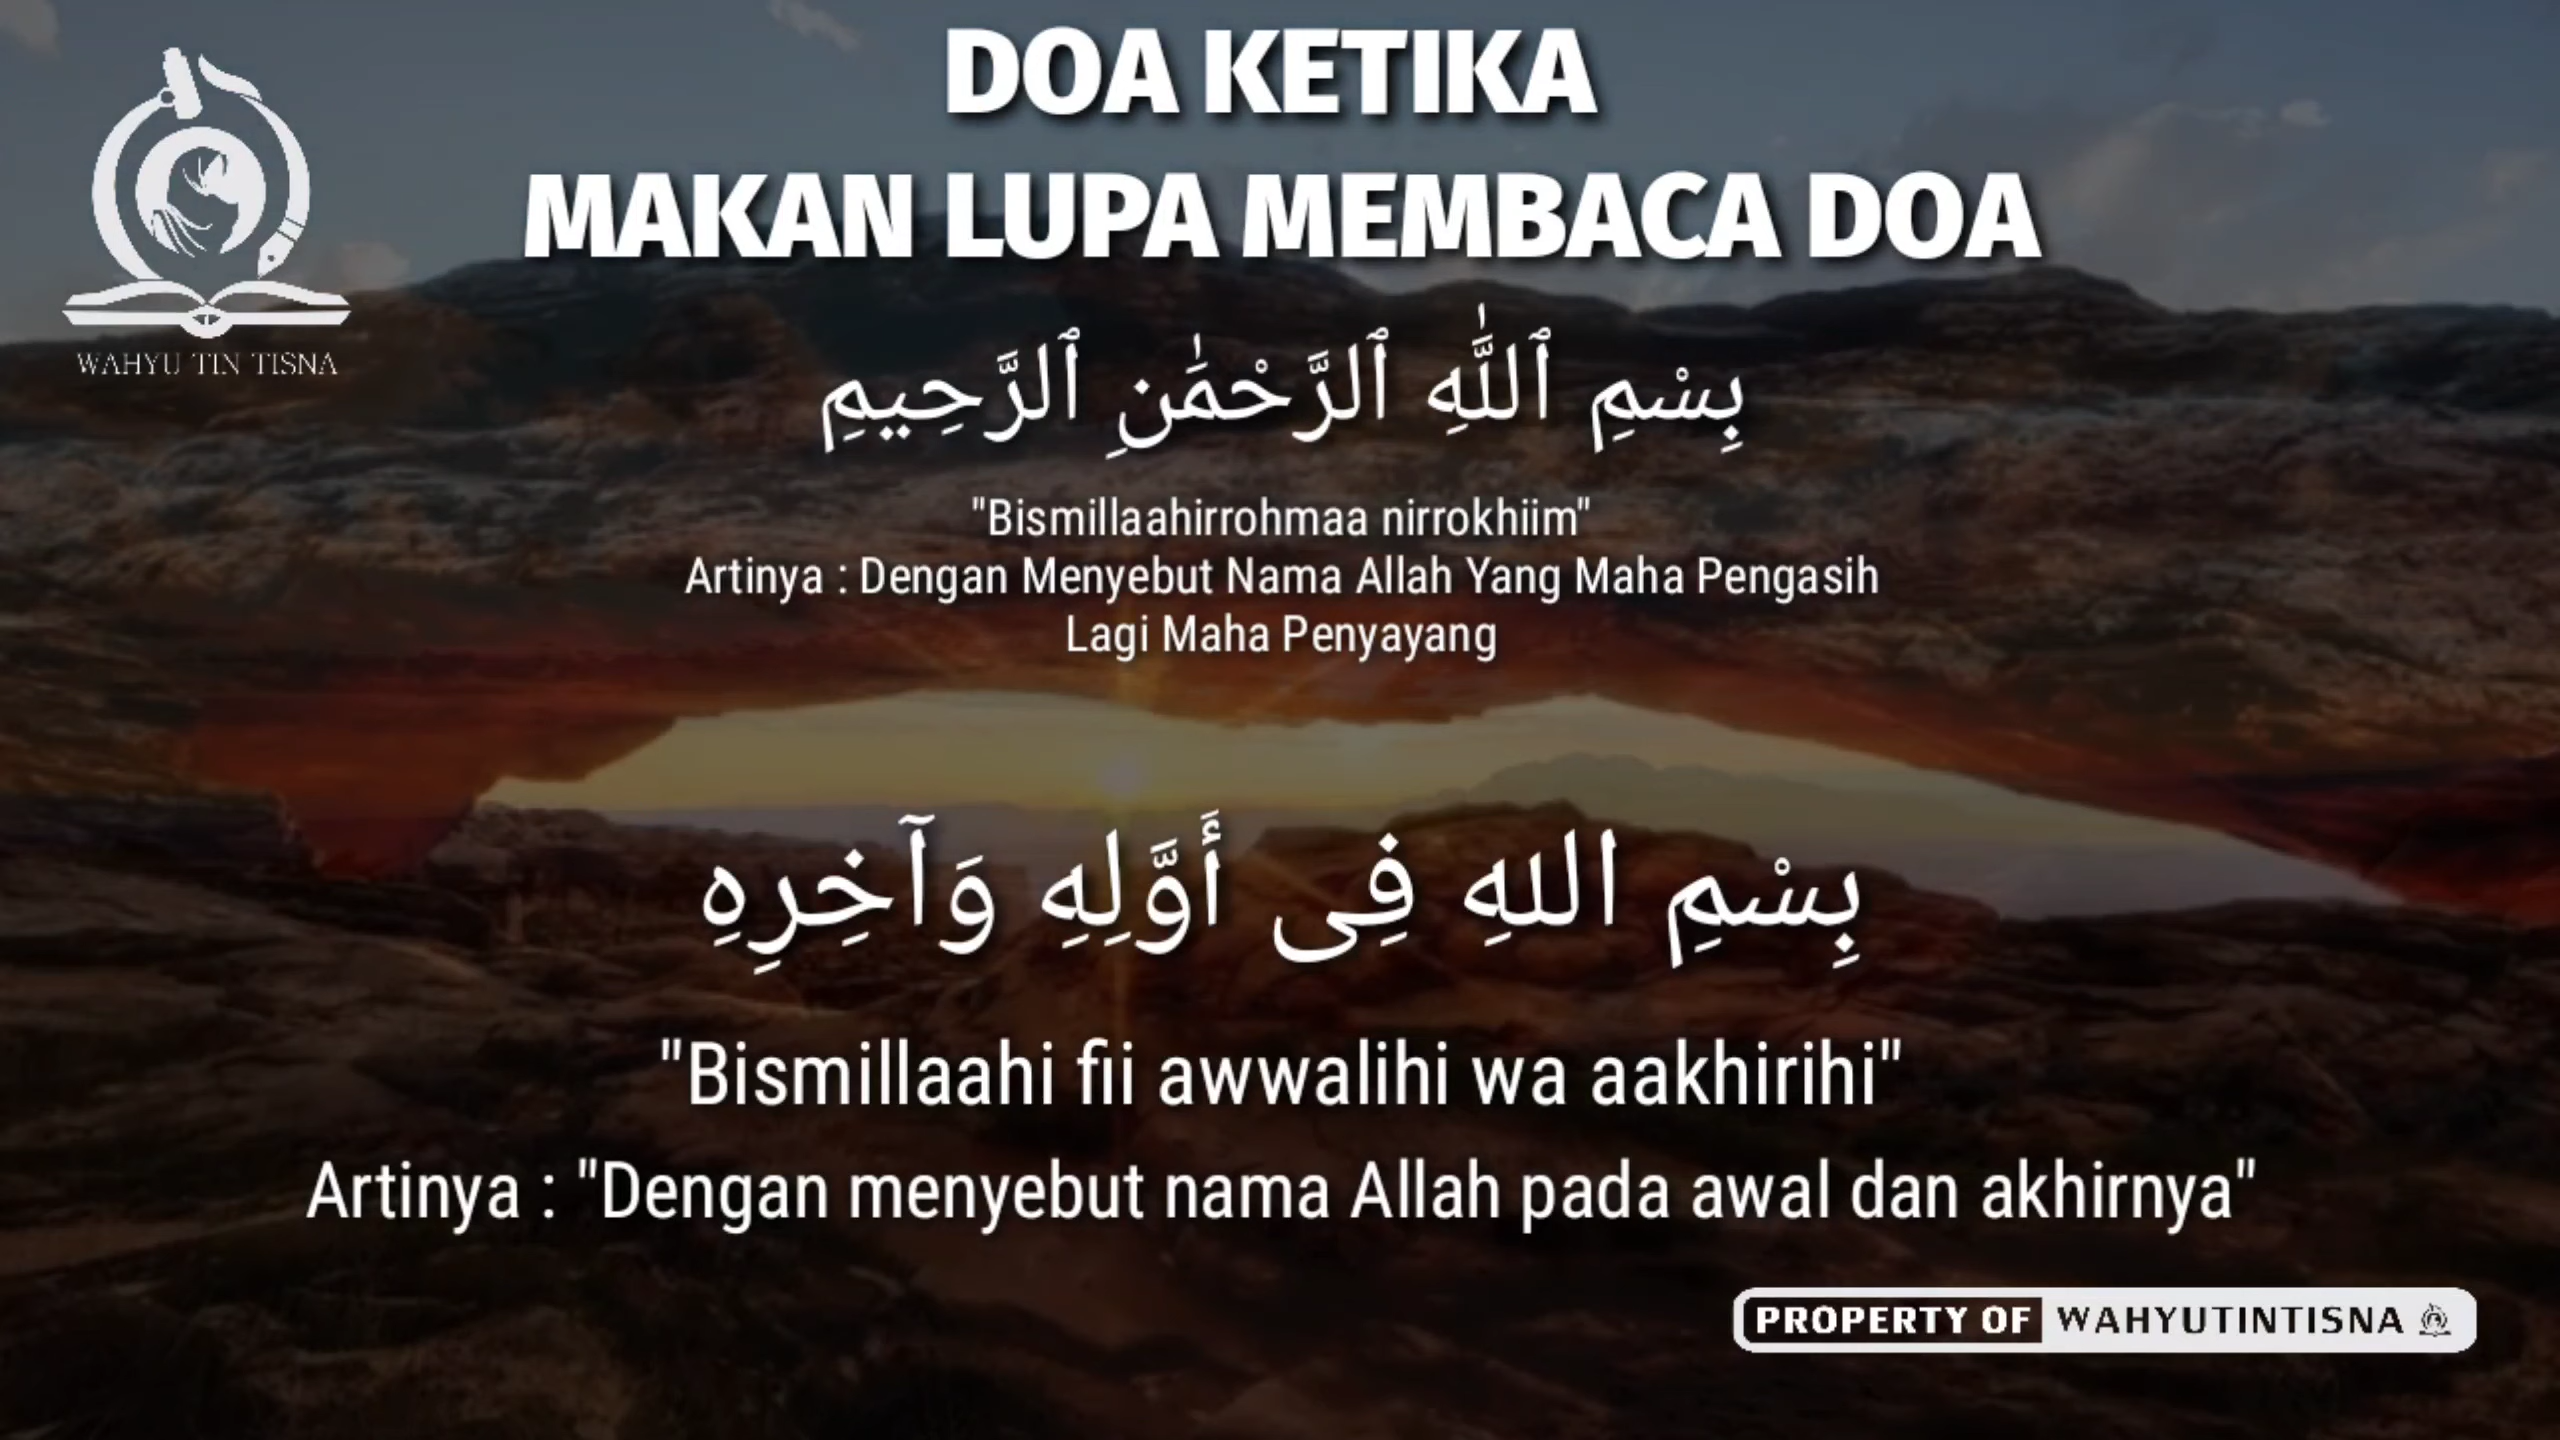 DOA KETIKA
MAKAN LUPA MEMBACA DOA
WAHYU TIN TISNA
بِسْمِ ٱللَّٰهِ ٱلرَّحْمَٰنِ ٱلرَّحِيمِ
"Bismillaahirrohmaa nirrokhiim"
Artinya : Dengan Menyebut Nama Allah Yang Maha Pengasih
Lagi Maha Penyayang
بِسْمِ اللهِ فِى أَوَّلِهِ وَآخِرِهِ
"Bismillaahi fii awwalihi wa aakhirihi"
Artinya : "Dengan menyebut nama Allah pada awal dan akhirnya"
PROPERTY OF WAHYUTINTISNA